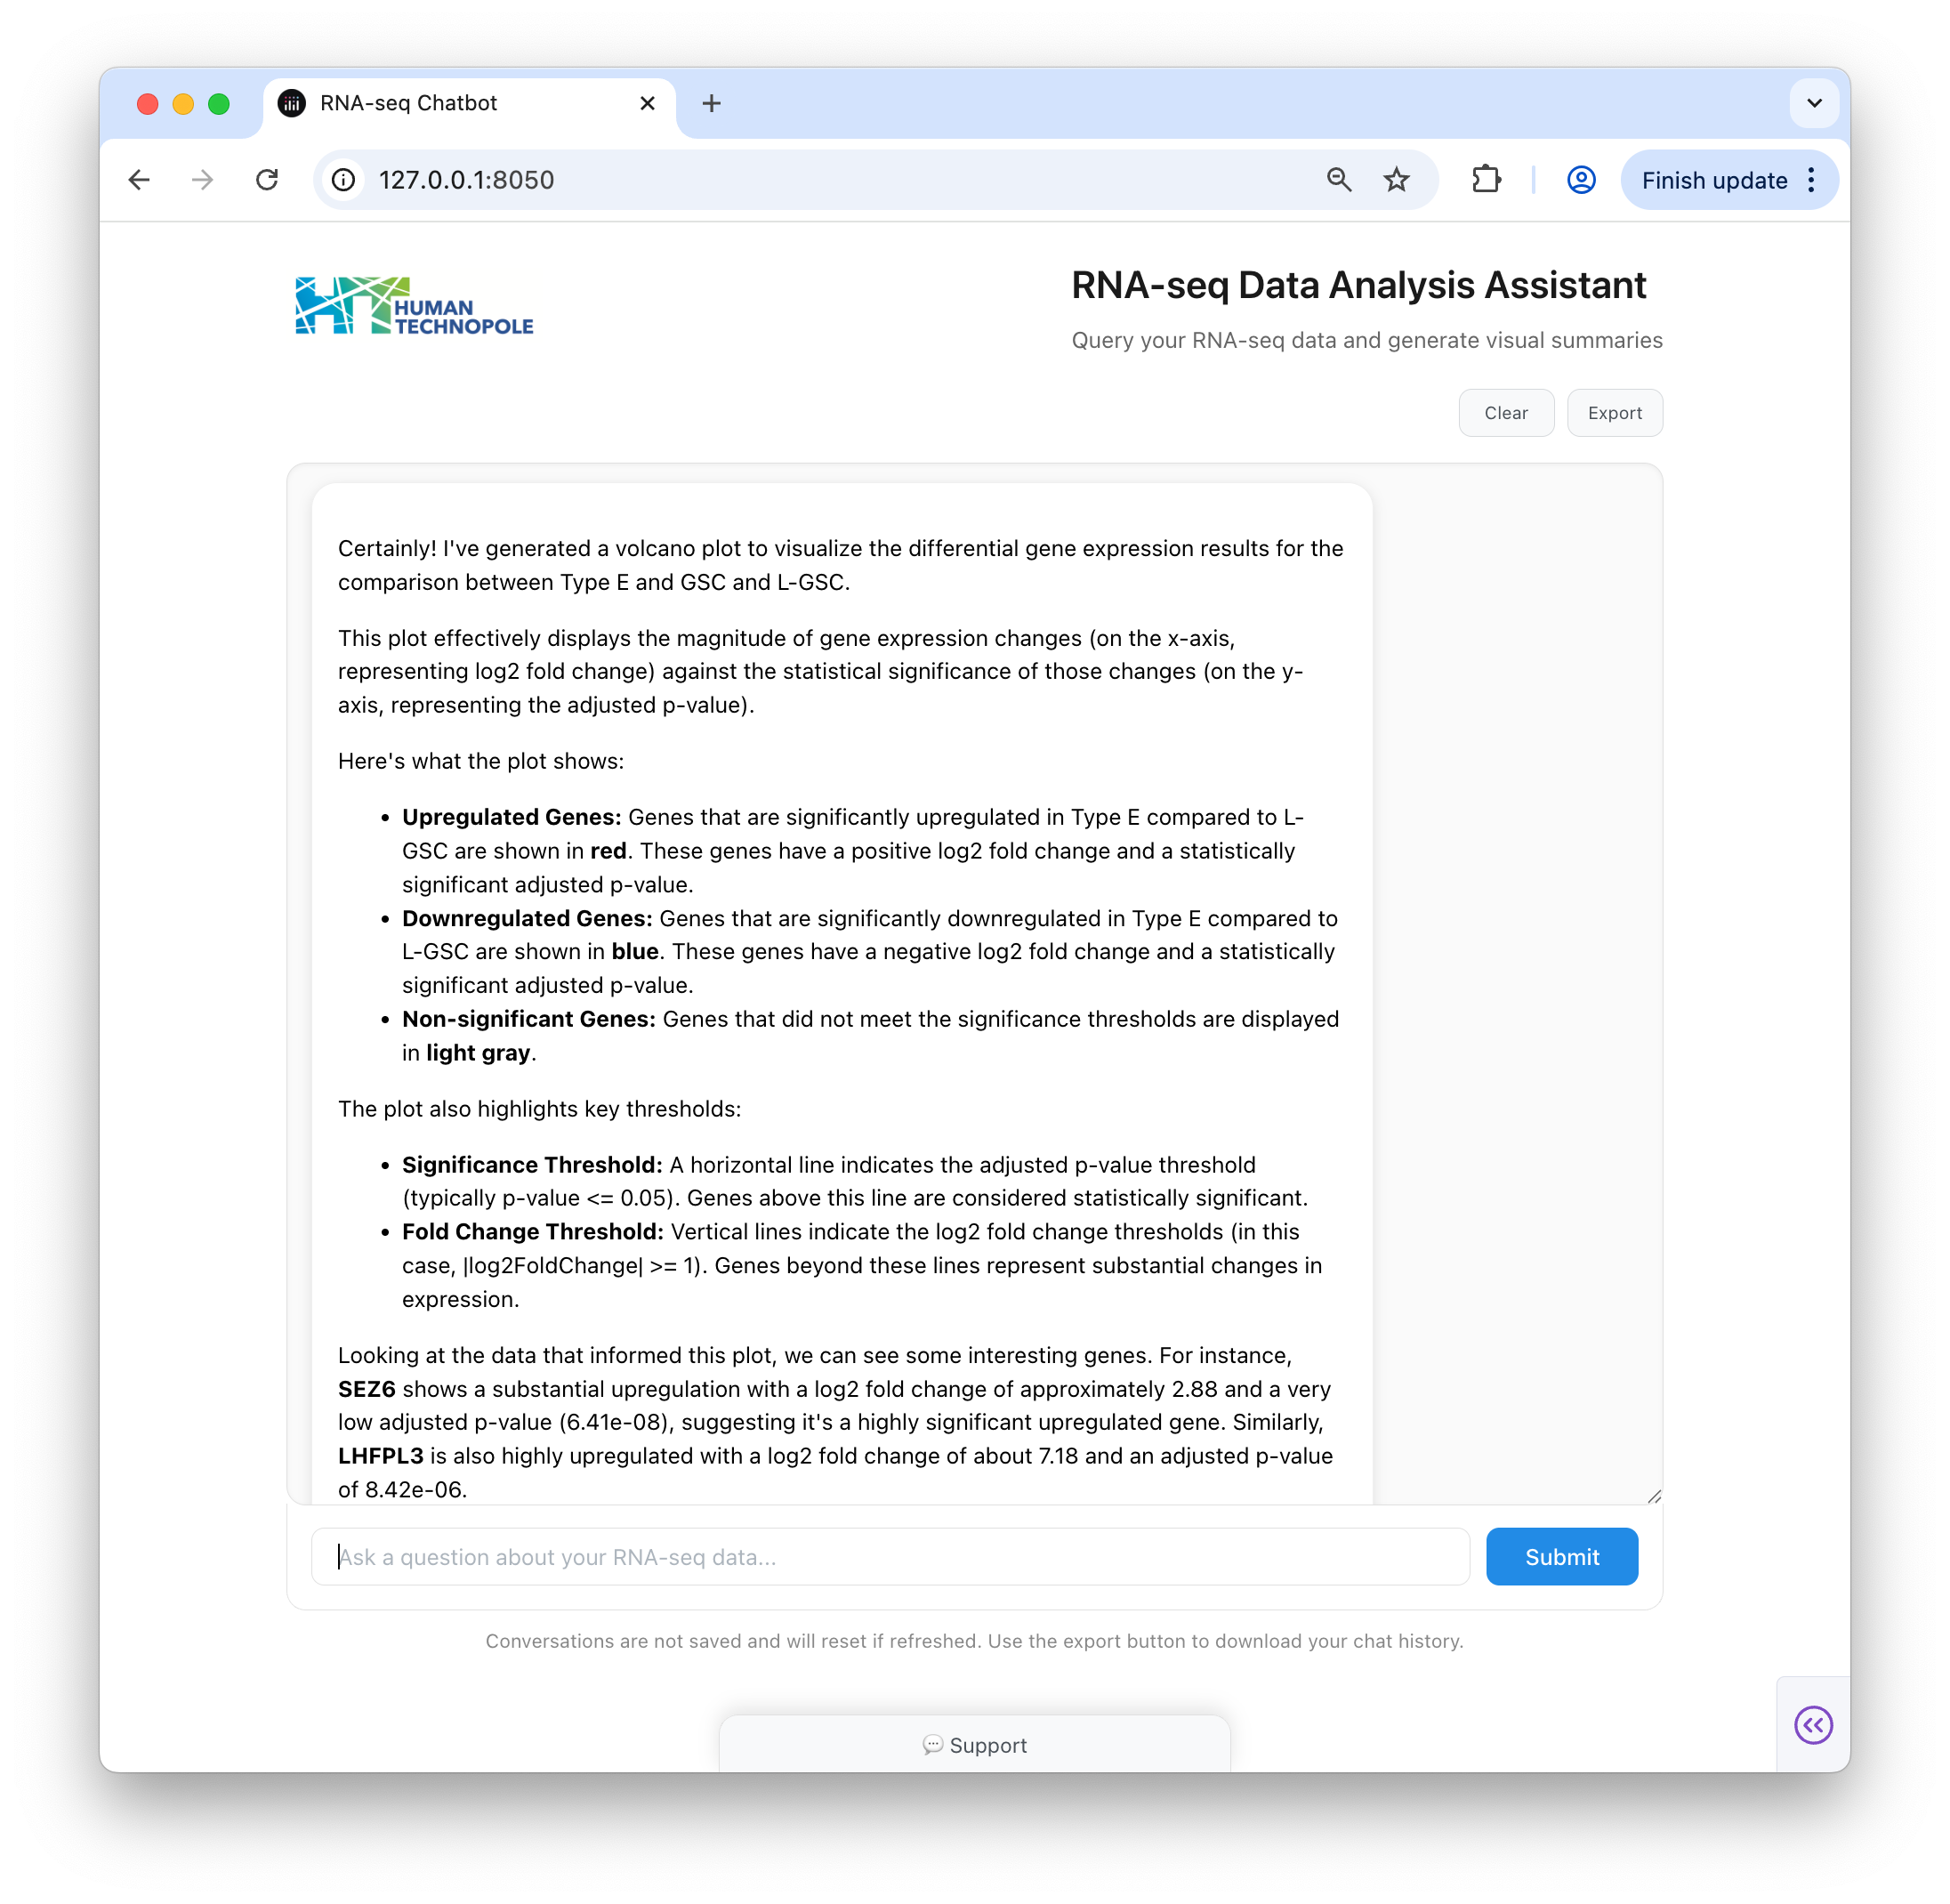 RNA-seq Chatbot
127.0.0.1:8050
Finish update
HUMAN
TECHNOPOLE
RNA-seq Data Analysis Assistant
Query your RNA-seq data and generate visual summaries
Clear
Export
Certainly! I've generated a volcano plot to visualize the differential gene expression results for the
comparison between Type E and GSC and L-GSC.
This plot effectively displays the magnitude of gene expression changes (on the x-axis,
representing log2 fold change) against the statistical significance of those changes (on the y-
axis, representing the adjusted p-value).
Here's what the plot shows:
• Upregulated Genes: Genes that are significantly upregulated in Type E compared to L-
GSC are shown in red. These genes have a positive log2 fold change and a statistically
significant adjusted p-value.
• Downregulated Genes: Genes that are significantly downregulated in Type E compared to
L-GSC are shown in blue. These genes have a negative log2 fold change and a statistically
significant adjusted p-value.
• Non-significant Genes: Genes that did not meet the significance thresholds are displayed
in light gray.
The plot also highlights key thresholds:
• Significance Threshold: A horizontal line indicates the adjusted p-value threshold
(typically p-value <= 0.05). Genes above this line are considered statistically significant.
• Fold Change Threshold: Vertical lines indicate the log2 fold change thresholds (in this
case, |log2FoldChange| >= 1). Genes beyond these lines represent substantial changes in
expression.
Looking at the data that informed this plot, we can see some interesting genes. For instance,
SEZ6 shows a substantial upregulation with a log2 fold change of approximately 2.88 and a very
low adjusted p-value (6.41e-08), suggesting it's a highly significant upregulated gene. Similarly,
LHFPL3 is also highly upregulated with a log2 fold change of about 7.18 and an adjusted p-value
of 8.42e-06.
Ask a question about your RNA-seq data...
Submit
Conversations are not saved and will reset if refreshed. Use the export button to download your chat history.
Support